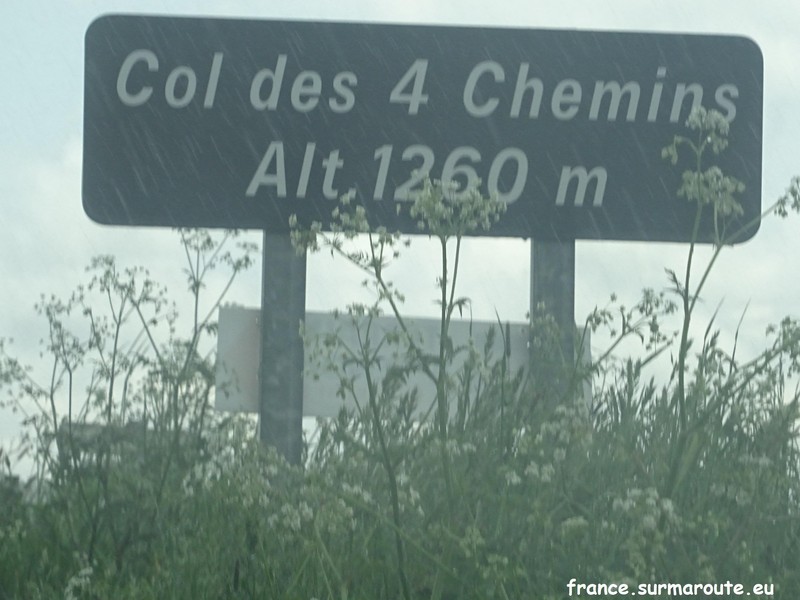 Col des 4 Chemins
Alt.1260 m
france.surmaroute.eu